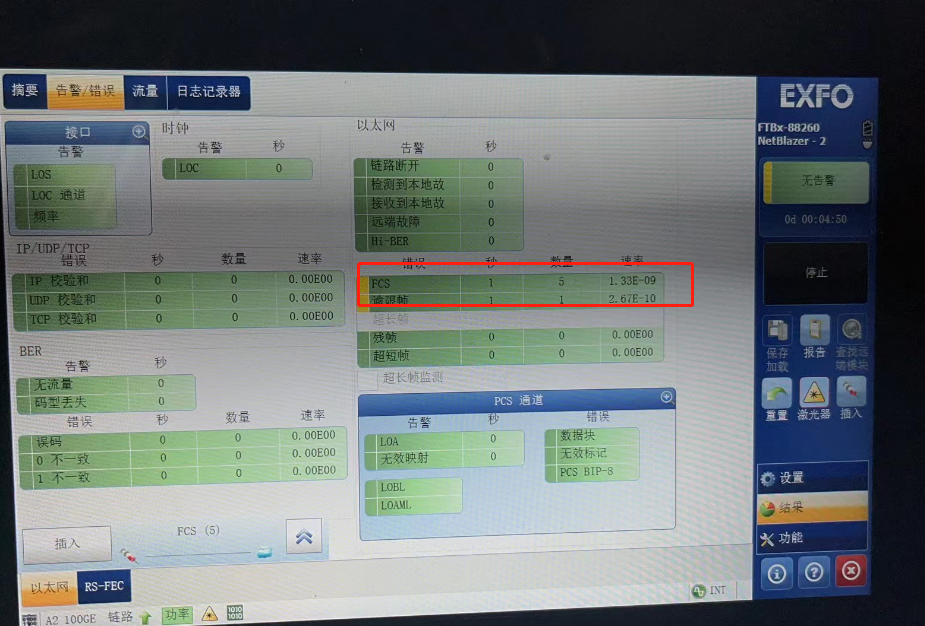 摘要 告警/错误 流量 日志记录器
EXFO
FTBx-88260
NetBlazer - 2
无告警
0d 00:04:50
停止
保存
加载
报告
查找远
端模块
重置 激光器 插入
设置
结果
功能
接口
告警
LOS
LOC 通道
频率
时钟
告警 秒
LOC 0
以太网
告警 秒
链路断开 0
检测到本地故 0
接收到本地故 0
远端故障 0
Hi-BER 0
错误 秒 数量 速率
FCS 1 5 1.33E-09
逾限帧 1 1 2.67E-10
超长帧
残帧 0 0 0.00E00
超短帧 0 0 0.00E00
超长帧监测
IP/UDP/TCP
错误 秒 数量 速率
IP 校验和 0 0 0.00E00
UDP 校验和 0 0 0.00E00
TCP 校验和 0 0 0.00E00
BER
告警 秒
无流量 0
码型丢失 0
错误 秒 数量 速率
误码 0 0 0.00E00
0 不一致 0 0 0.00E00
1 不一致 0 0 0.00E00
PCS 通道
告警 秒
LOA 0
无效映射 0
LOBL
LOAML
错误
数据块
无效标记
PCS BIP-8
插入
FCS (5)
以太网 RS-FEC
INT
A2 100GE 链路 功率